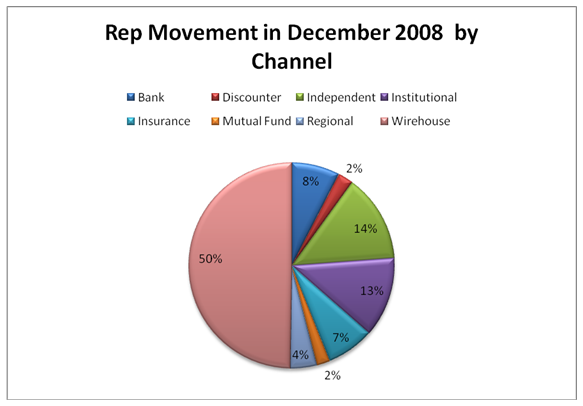 Rep Movement in December 2008 by
Channel
Bank Discounter Independent Institutional
Insurance Mutual Fund Regional Wirehouse
8%
2%
14%
13%
7%
2%
4%
50%